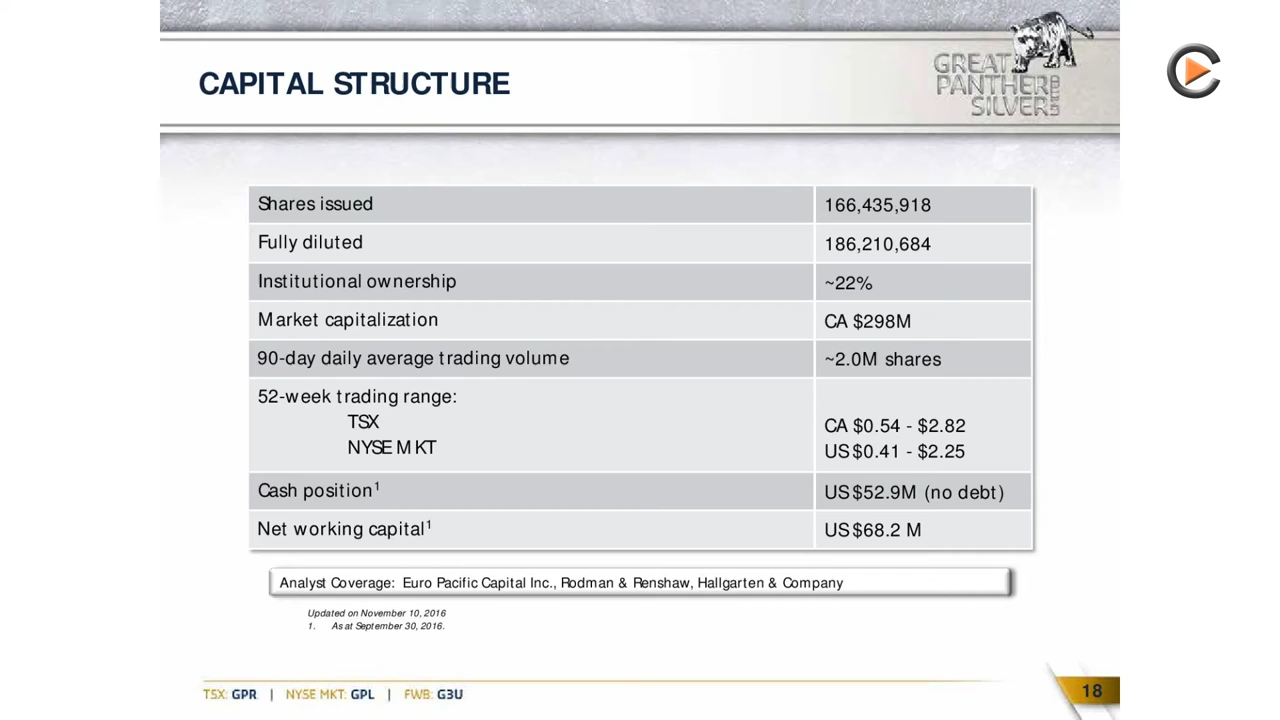 CAPITAL STRUCTURE
GREAT
PANTHER
SILVER
LIMITED
Shares issued 166,435,918
Fully diluted 186,210,684
Institutional ownership ~22%
Market capitalization CA $298M
90-day daily average trading volume ~2.0M shares
52-week trading range:
TSX CA $0.54 - $2.82
NYSE MKT US$0.41 - $2.25
Cash position¹ US$52.9M (no debt)
Net working capital¹ US$68.2 M
Analyst Coverage: Euro Pacific Capital Inc., Rodman & Renshaw, Hallgarten & Company
Updated on November 10, 2016
1. As at September 30, 2016.
TSX: GPR | NYSE MKT: GPL | FWB: G3U
18